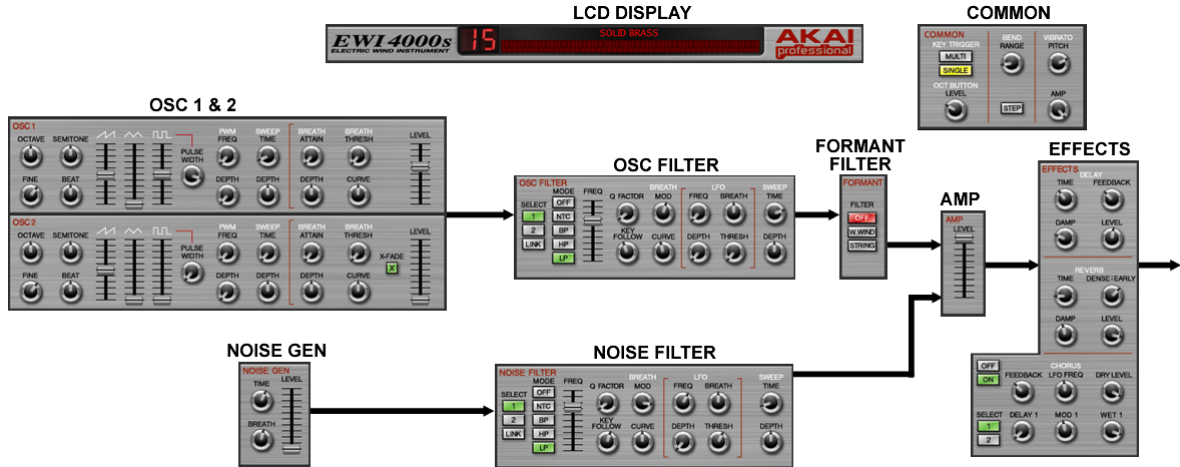 LCD DISPLAY
EWI4000s
ELECTRIC WIND INSTRUMENT
15
SOLID BRASS
AKAI
professional
COMMON
COMMON
KEY TRIGGER
MULTI
SINGLE
OCT BUTTON
LEVEL
BEND
RANGE
STEP
VIBRATO
PITCH
AMP
OSC 1 & 2
OSC 1
OCTAVE SEMITONE
FINE BEAT
PULSE
WIDTH
PWM SWEEP BREATH BREATH
FREQ TIME ATTAIN THRESH
DEPTH DEPTH DEPTH CURVE
LEVEL
OSC 2
OCTAVE SEMITONE
FINE BEAT
PULSE
WIDTH
PWM SWEEP BREATH BREATH
FREQ TIME ATTAIN THRESH
DEPTH DEPTH DEPTH CURVE
X-FADE
X
LEVEL
OSC FILTER
OSC FILTER
SELECT
1
2
LINK
MODE
OFF
NTC
BP
HP
LP
FREQ
BREATH LFO SWEEP
Q FACTOR MOD FREQ BREATH TIME
KEY
FOLLOW CURVE DEPTH THRESH DEPTH
FORMANT
FILTER
FORMANT
FILTER
OFF
W.WIND
STRING
AMP
AMP
LEVEL
EFFECTS
EFFECTS
DELAY
TIME FEEDBACK
DAMP LEVEL
REVERB
TIME DENSE:EARLY
DAMP LEVEL
OFF
ON
CHORUS
FEEDBACK LFO FREQ DRY LEVEL
SELECT
1
2
DELAY 1 MOD 1 WET 1
NOISE GEN
NOISE GEN
TIME
LEVEL
BREATH
NOISE FILTER
NOISE FILTER
SELECT
1
2
LINK
MODE
OFF
NTC
BP
HP
LP
FREQ
BREATH LFO SWEEP
Q FACTOR MOD FREQ BREATH TIME
KEY
FOLLOW CURVE DEPTH THRESH DEPTH